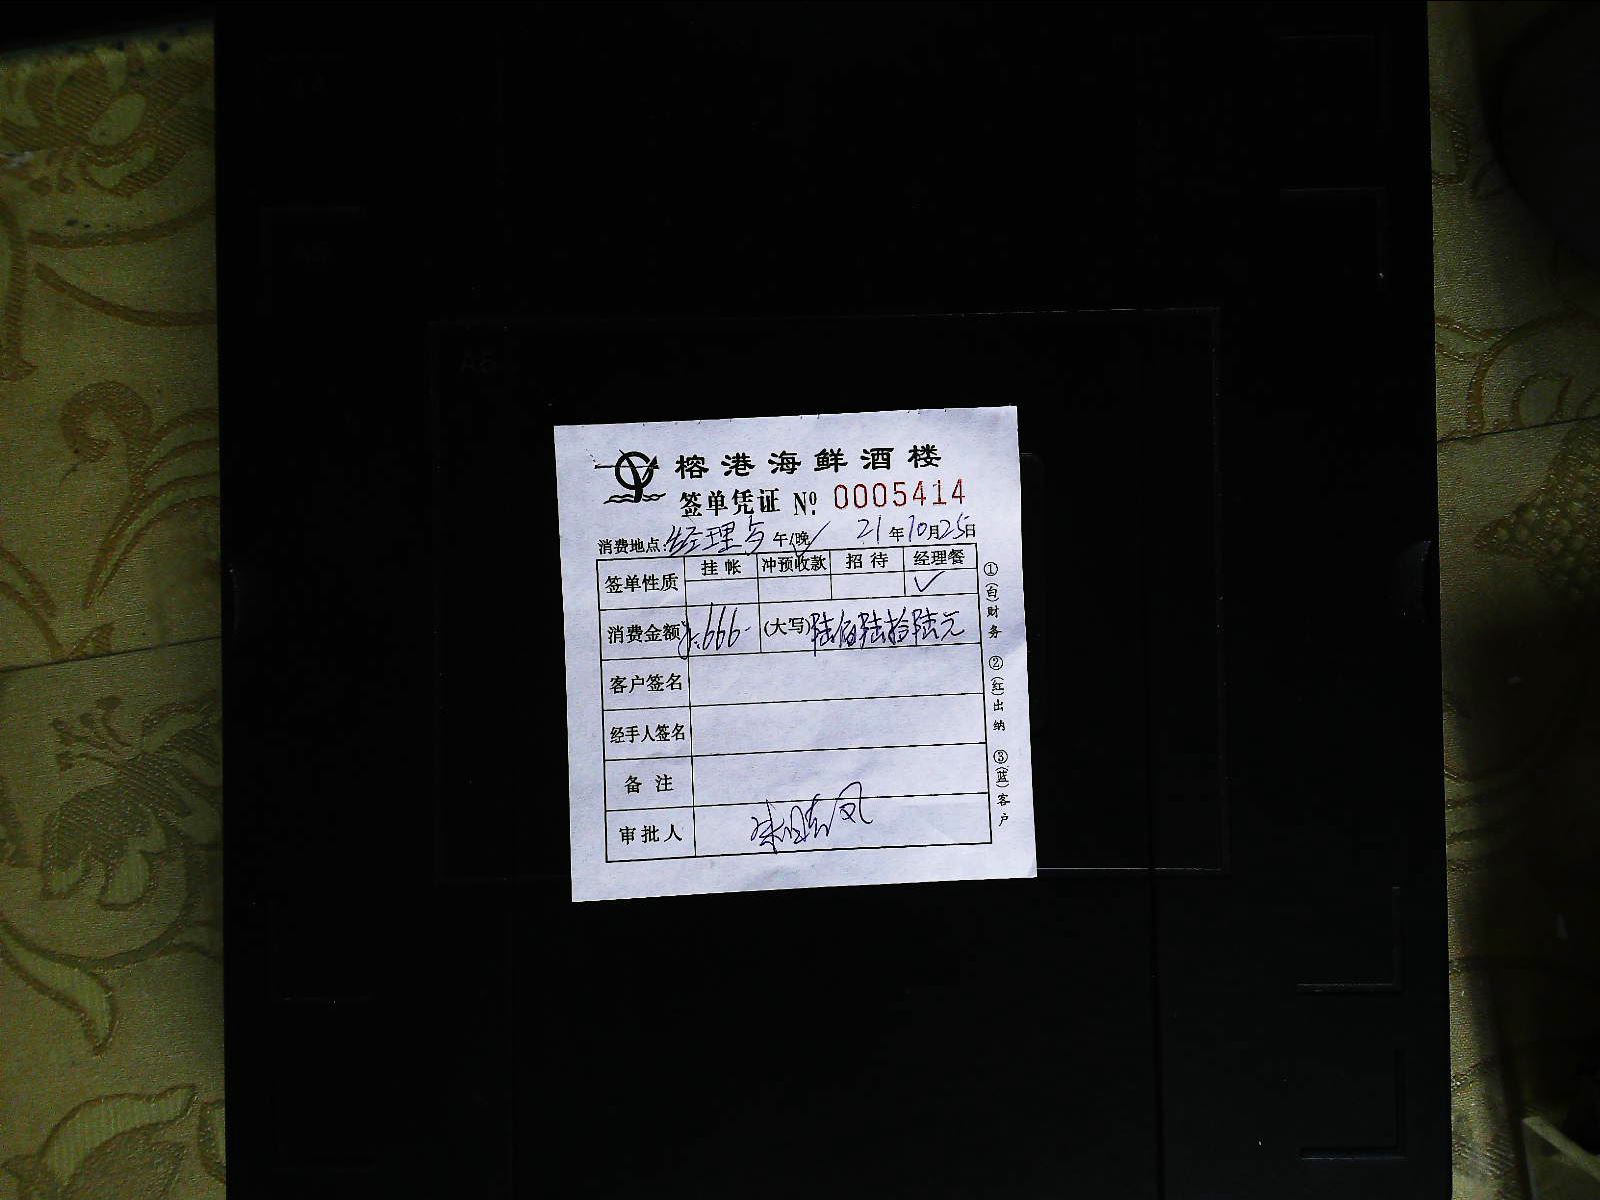 榕港海鲜酒楼
签单凭证 № 0005414
消费地点: 经理 午/晚 21年10月25日
签单性质 挂帐 冲预收款 招待 经理餐
✓
消费金额 ¥:666- (大写)陆佰陆拾陆元
客户签名
经手人签名
备注
审批人
①(白)财务 ②(红)出纳 ③(蓝)客户
A6